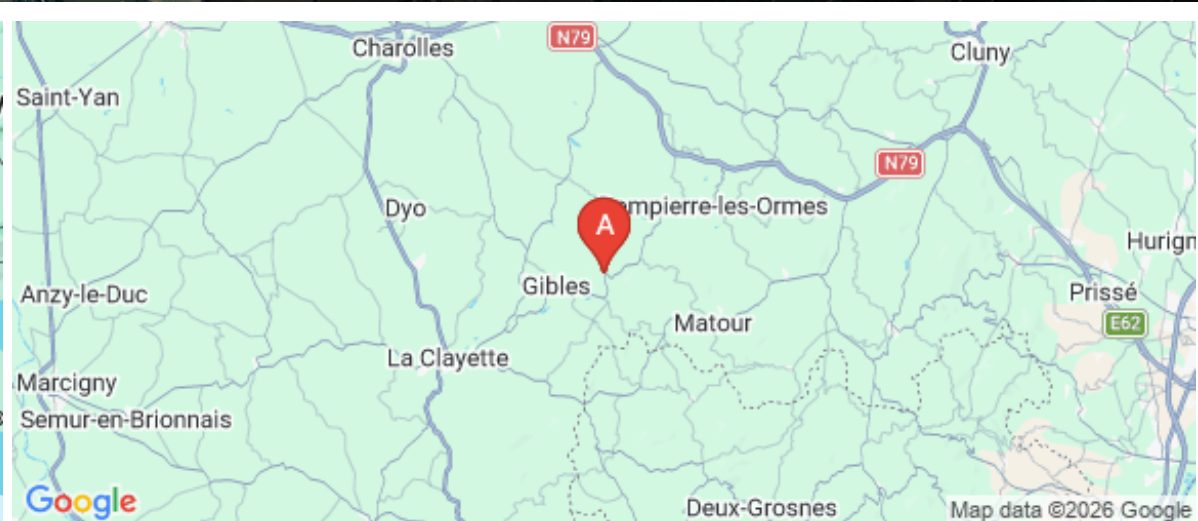 N79
Charolles
Cluny
Saint-Yan
N79
Dyo
ompierre-les-Ormes
A
Hurign
Gibles
Anzy-le-Duc
Prissé
E62
Matour
La Clayette
Marcigny
Semur-en-Brionnais
Google
Deux-Grosnes
Map data ©2026 Google